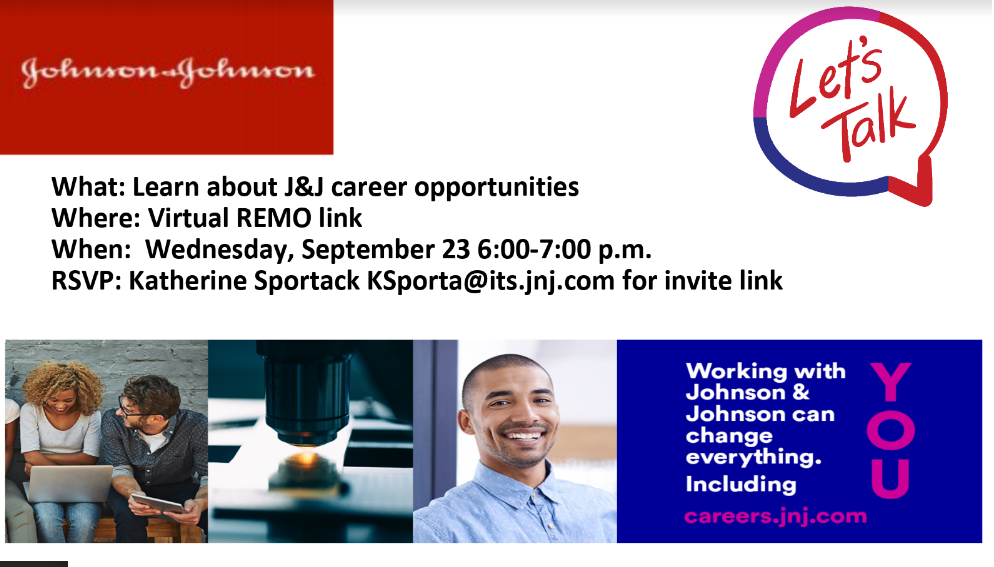 Johnson & Johnson
Let's
Talk
What: Learn about J&J career opportunities
Where: Virtual REMO link
When:  Wednesday, September 23 6:00-7:00 p.m.
RSVP: Katherine Sportack KSporta@its.jnj.com for invite link
Working with
Johnson &
Johnson can
change
everything.
Including
YOU
careers.jnj.com